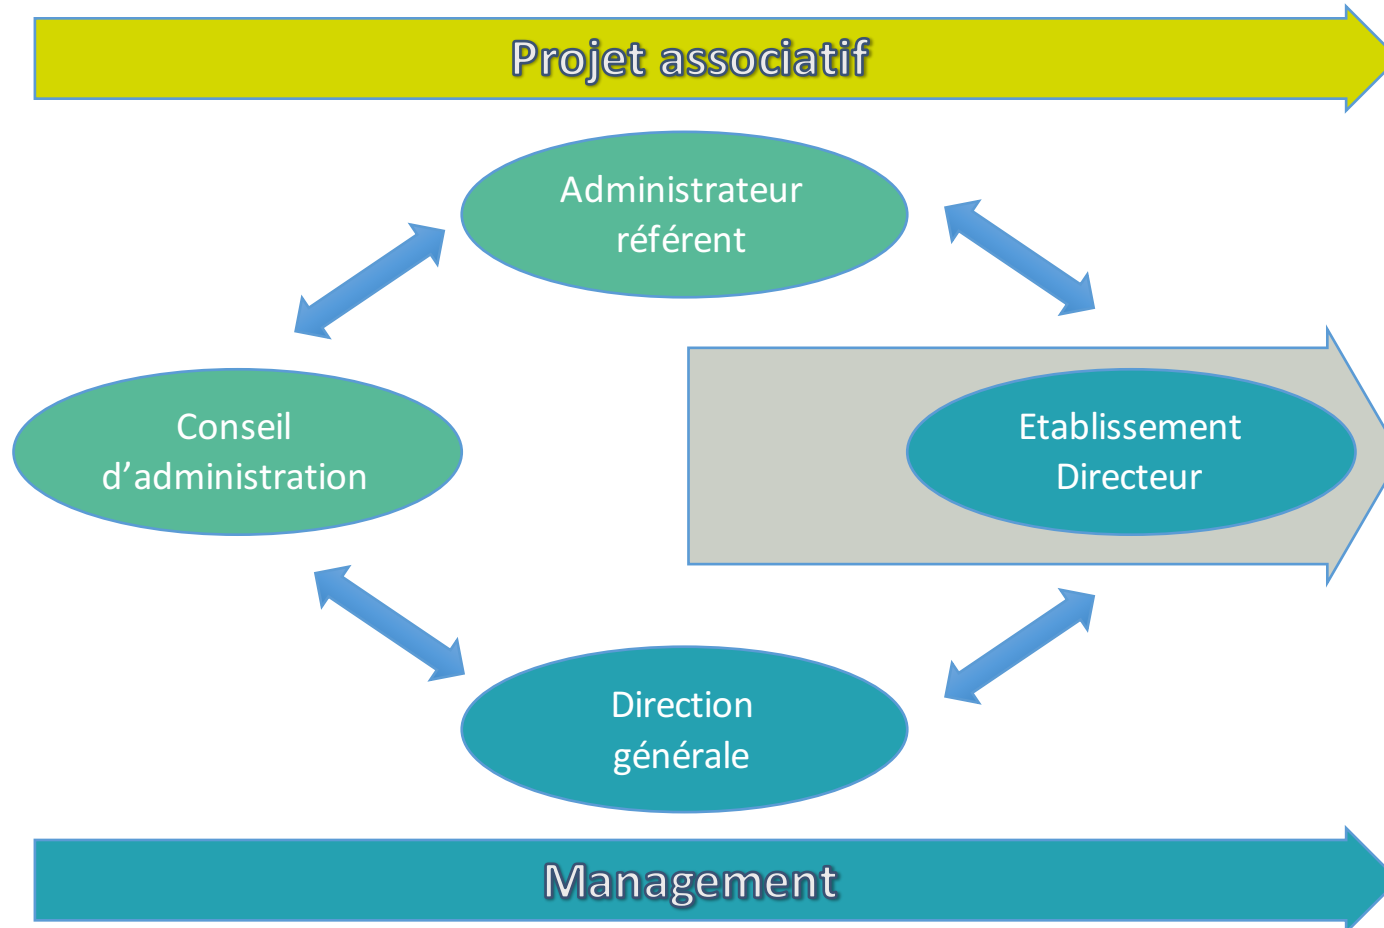 Projet associatif
Administrateur
référent
Conseil
d’administration
Etablissement
Directeur
Direction
générale
Management